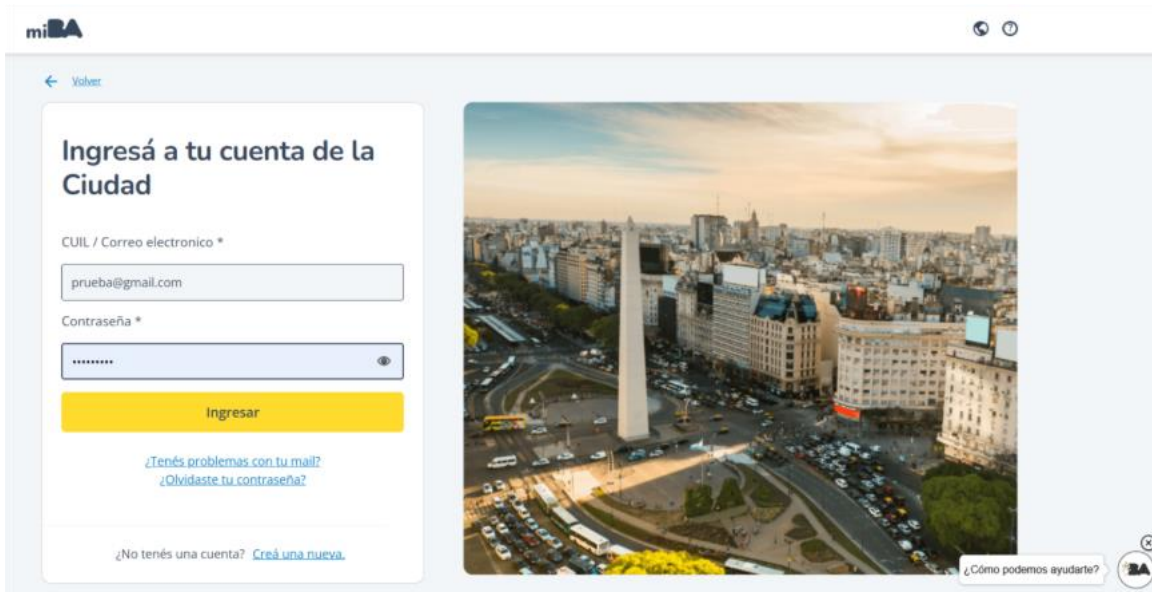 miBA
Volver
Ingresá a tu cuenta de la
Ciudad
CUIL / Correo electronico *
prueba@gmail.com
Contraseña *
•••••••••
Ingresar
¿Tenés problemas con tu mail?
¿Olvidaste tu contraseña?
¿No tenés una cuenta? Creá una nueva.
¿Cómo podemos ayudarte?
BA